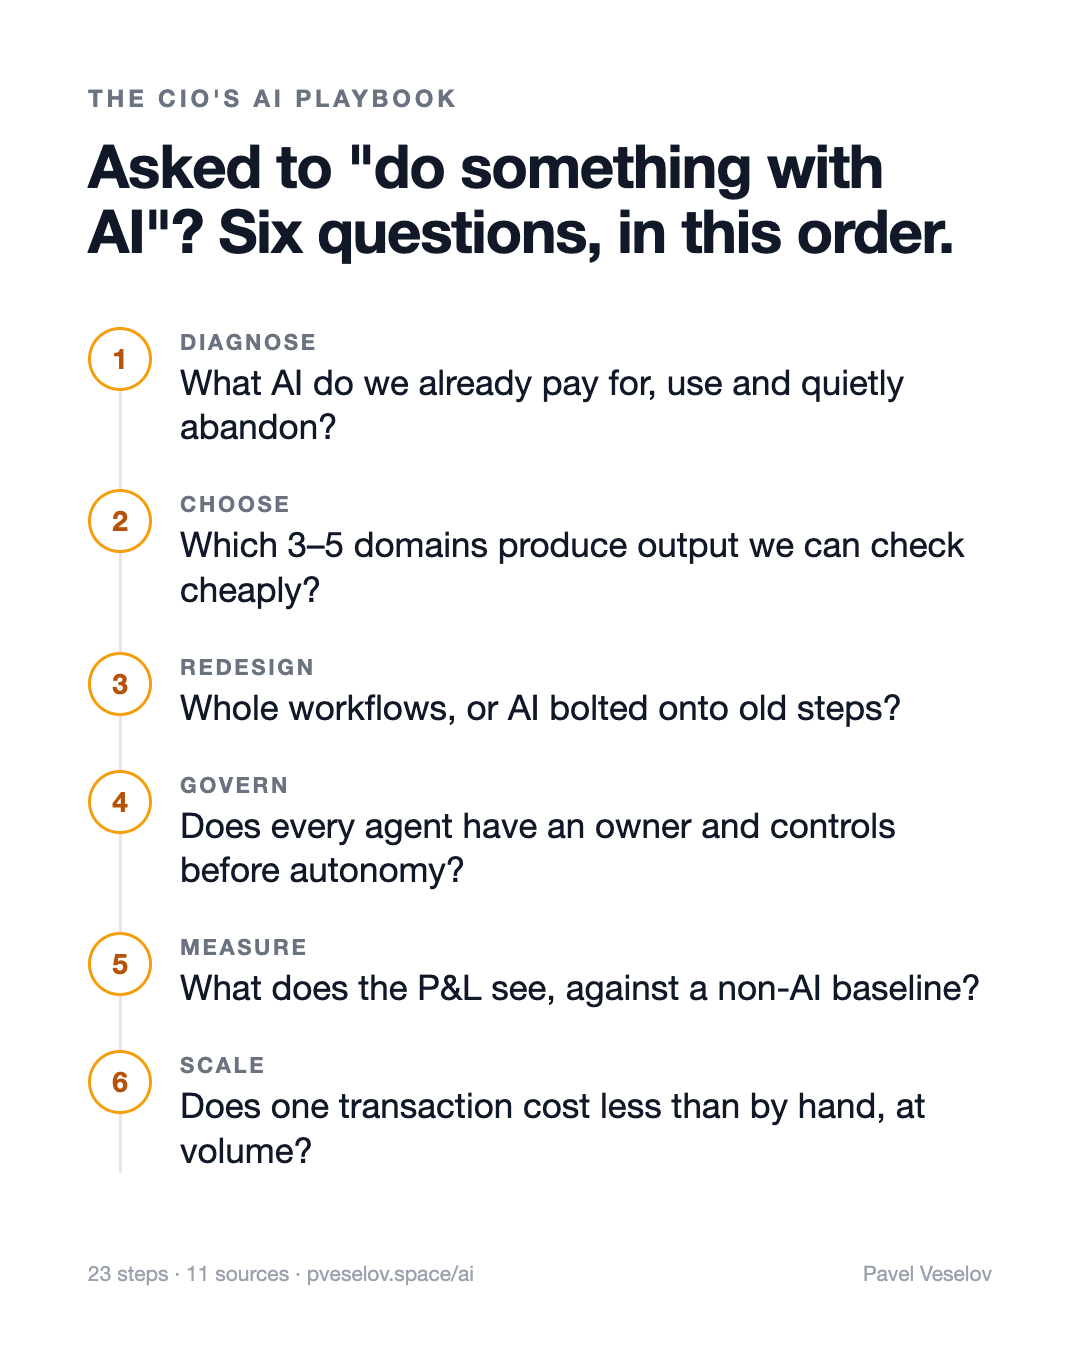 THE CIO'S AI PLAYBOOK
Asked to "do something with
AI"? Six questions, in this order.
1
DIAGNOSE
What AI do we already pay for, use and quietly
abandon?
2
CHOOSE
Which 3–5 domains produce output we can check
cheaply?
3
REDESIGN
Whole workflows, or AI bolted onto old steps?
4
GOVERN
Does every agent have an owner and controls
before autonomy?
5
MEASURE
What does the P&L see, against a non-AI baseline?
6
SCALE
Does one transaction cost less than by hand, at
volume?
23 steps · 11 sources · pveselov.space/ai
Pavel Veselov